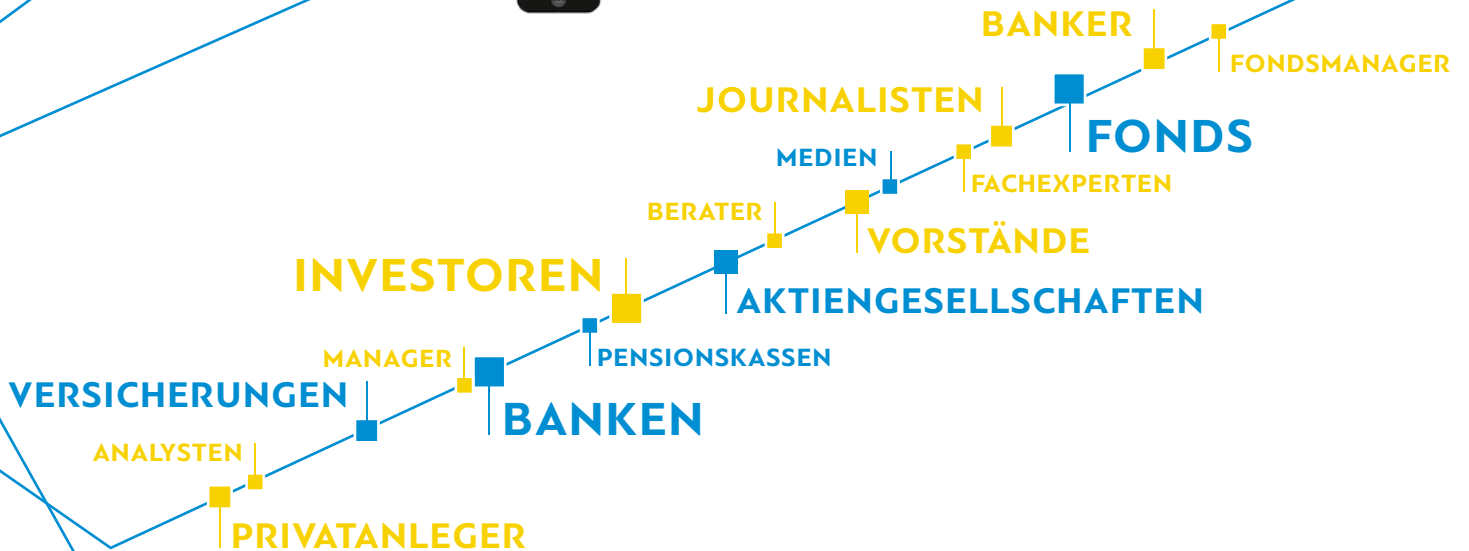 BANKER
FONDSMANAGER
JOURNALISTEN
FONDS
MEDIEN
FACHEXPERTEN
BERATER
VORSTÄNDE
INVESTOREN
AKTIENGESELLSCHAFTEN
MANAGER
PENSIONSKASSEN
VERSICHERUNGEN
BANKEN
ANALYSTEN
PRIVATANLEGER